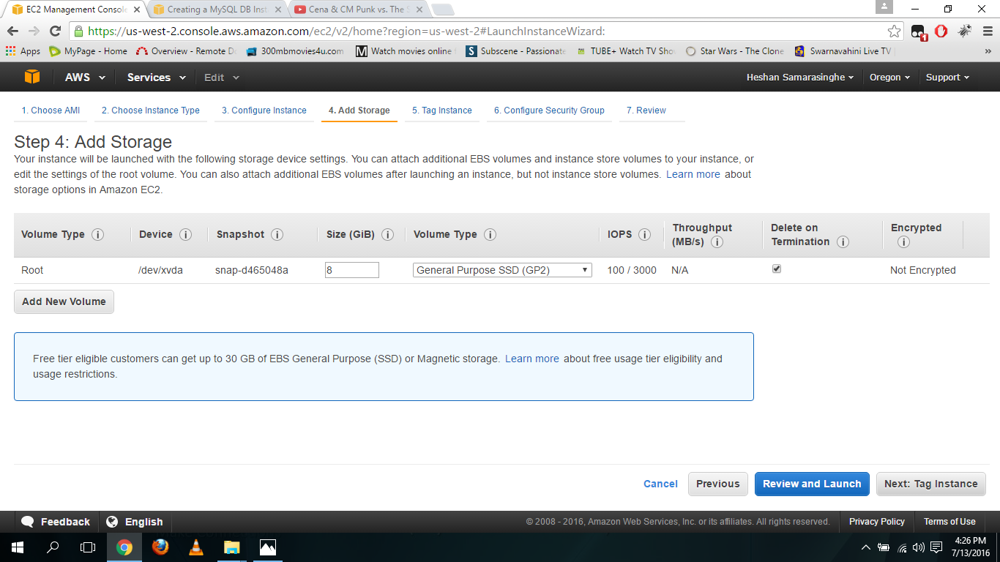 EC2 Management Console
Creating a MySQL DB Inst
Cena & CM Punk vs. The S
https://us-west-2.console.aws.amazon.com/ec2/v2/home?region=us-west-2#LaunchInstanceWizard:
1
Apps
MyPage - Home
Overview - Remote D
300mbmovies4u.com
Watch movies online f
Subscene - Passionate
TUBE+ Watch TV Sho
Star Wars - The Clone
Swarnavahini Live TV
»
AWS
Services
Edit
Heshan Samarasinghe
Oregon
Support
1. Choose AMI
2. Choose Instance Type
3. Configure Instance
4. Add Storage
5. Tag Instance
6. Configure Security Group
7. Review
Step 4: Add Storage
Your instance will be launched with the following storage device settings. You can attach additional EBS volumes and instance store volumes to your instance, or
edit the settings of the root volume. You can also attach additional EBS volumes after launching an instance, but not instance store volumes. Learn more about
storage options in Amazon EC2.
Volume Type
Device
Snapshot
Size (GiB)
Volume Type
IOPS
Throughput
(MB/s)
Delete on
Termination
Encrypted
Root
/dev/xvda
snap-d465048a
8
General Purpose SSD (GP2)
100 / 3000
N/A
Not Encrypted
Add New Volume
Free tier eligible customers can get up to 30 GB of EBS General Purpose (SSD) or Magnetic storage. Learn more about free usage tier eligibility and
usage restrictions.
Cancel
Previous
Review and Launch
Next: Tag Instance
Feedback
English
© 2008 - 2016, Amazon Web Services, Inc. or its affiliates. All rights reserved.
Privacy Policy
Terms of Use
4:26 PM
7/13/2016